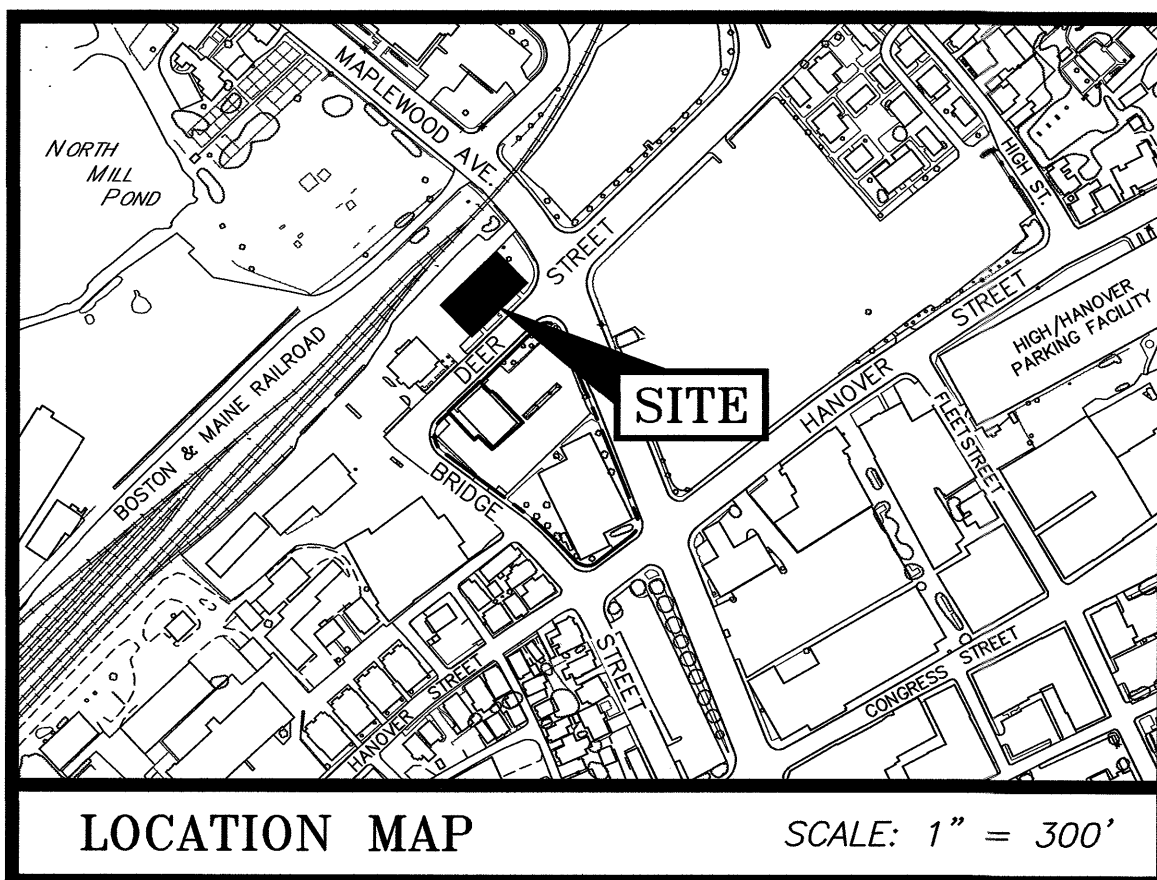 MAPLEWOOD AVE.
NORTH
MILL
POND
HIGH ST.
STREET
DEER
STREET
HIGH/HANOVER
PARKING FACILITY
BOSTON & MAINE RAILROAD
SITE
HANOVER
FLEET STREET
BRIDGE
STREET
HANOVER STREET
CONGRESS STREET
LOCATION MAP
SCALE: 1" = 300'